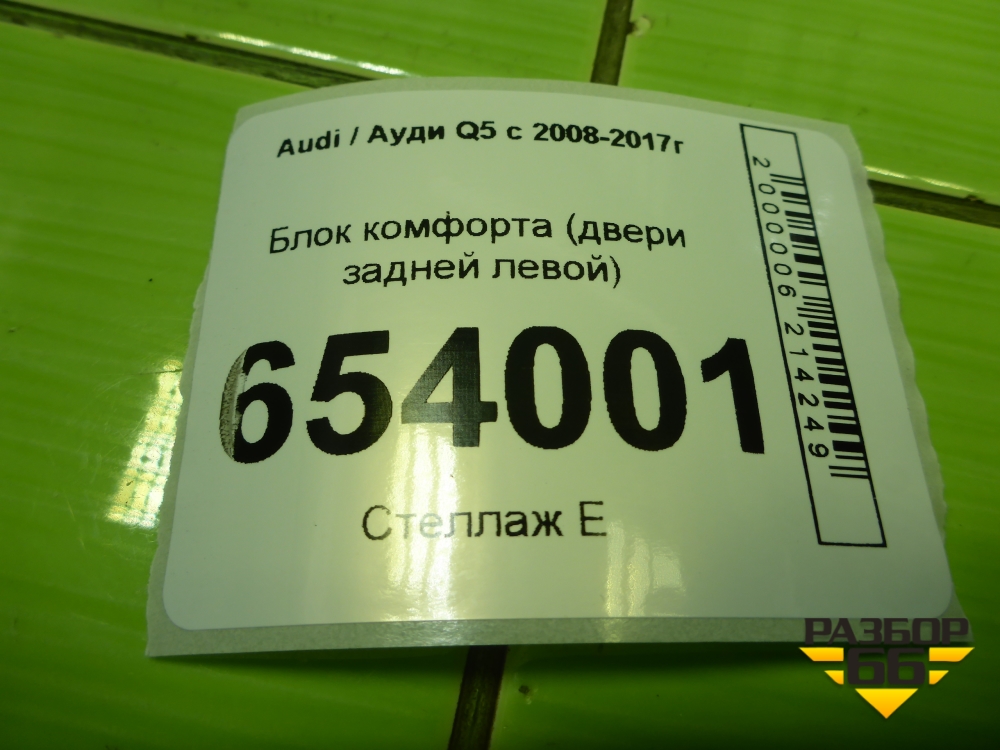 Audi / Ауди Q5 с 2008-2017г
Блок комфорта (двери
задней левой)
654001
Стеллаж Е
2000006214249
РАЗБОР
66